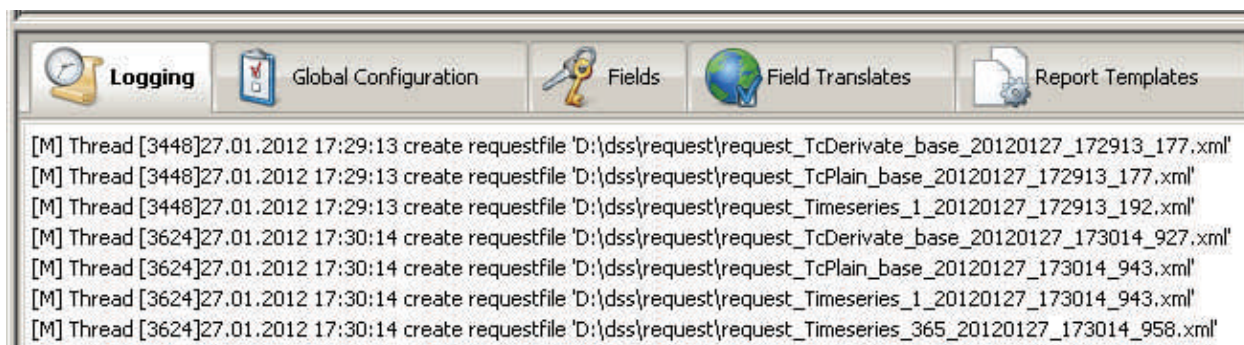 Logging Global Configuration Fields Field Translates Report Templates
[M] Thread [3448]27.01.2012 17:29:13 create requestfile 'D:\dss\request\request_TcDerivate_base_20120127_172913_177.xml'
[M] Thread [3448]27.01.2012 17:29:13 create requestfile 'D:\dss\request\request_TcPlain_base_20120127_172913_177.xml'
[M] Thread [3448]27.01.2012 17:29:13 create requestfile 'D:\dss\request\request_Timeseries_1_20120127_172913_192.xml'
[M] Thread [3624]27.01.2012 17:30:14 create requestfile 'D:\dss\request\request_TcDerivate_base_20120127_173014_927.xml'
[M] Thread [3624]27.01.2012 17:30:14 create requestfile 'D:\dss\request\request_TcPlain_base_20120127_173014_943.xml'
[M] Thread [3624]27.01.2012 17:30:14 create requestfile 'D:\dss\request\request_Timeseries_1_20120127_173014_943.xml'
[M] Thread [3624]27.01.2012 17:30:14 create requestfile 'D:\dss\request\request_Timeseries_365_20120127_173014_958.xml'